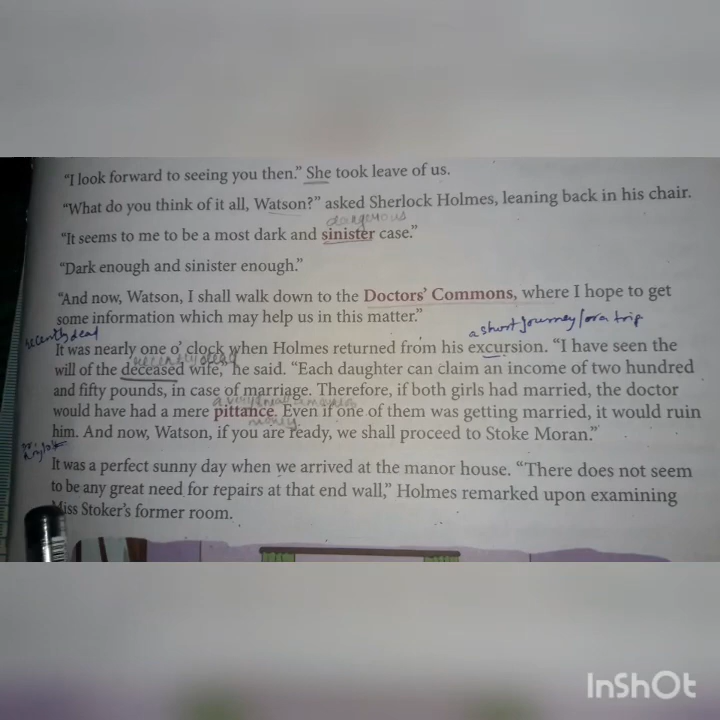 “I look forward to seeing you then.” She took leave of us.
“What do you think of it all, Watson?” asked Sherlock Holmes, leaning back in his chair.
dangerous
“It seems to me to be a most dark and sinister case.”
“Dark enough and sinister enough.”
“And now, Watson, I shall walk down to the Doctors’ Commons, where I hope to get
some information which may help us in this matter.”
a short journey/or a trip
recently dead
It was nearly one o’ clock when Holmes returned from his excursion. “I have seen the
recently dead
will of the deceased wife,” he said. “Each daughter can claim an income of two hundred
and fifty pounds, in case of marriage. Therefore, if both girls had married, the doctor
would have had a mere pittance. Even if one of them was getting married, it would ruin
money
him. And now, Watson, if you are ready, we shall proceed to Stoke Moran.”
It was a perfect sunny day when we arrived at the manor house. “There does not seem
to be any great need for repairs at that end wall,” Holmes remarked upon examining
Miss Stoker’s former room.
InShOt